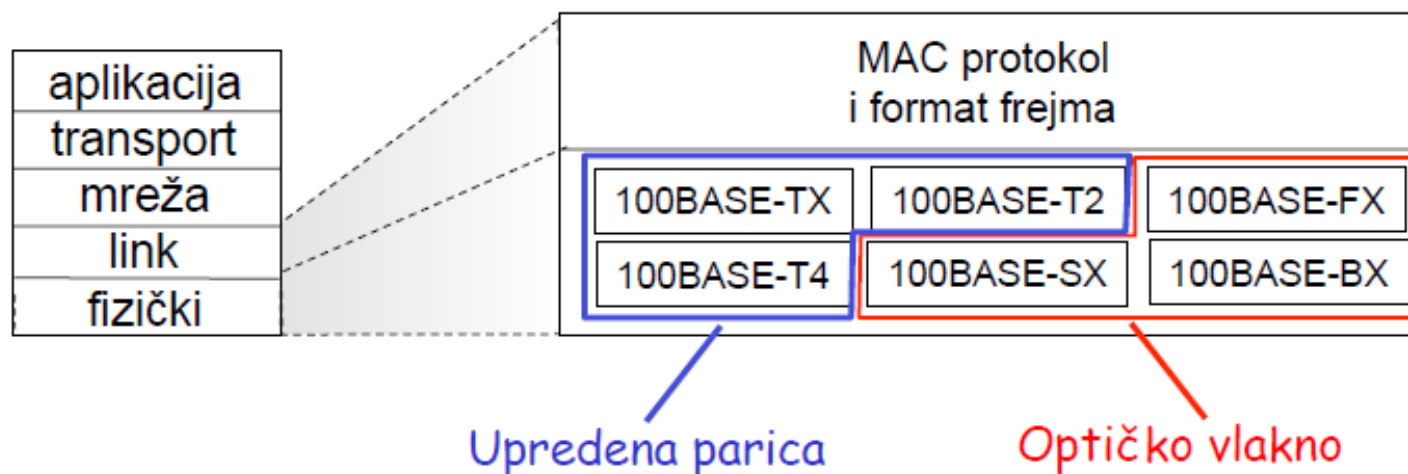 aplikacija
transport
mreža
link
fizički
MAC protokol
i format frejma
100BASE-TX
100BASE-T2
100BASE-FX
100BASE-T4
100BASE-SX
100BASE-BX
Upredena parica
Optičko vlakno